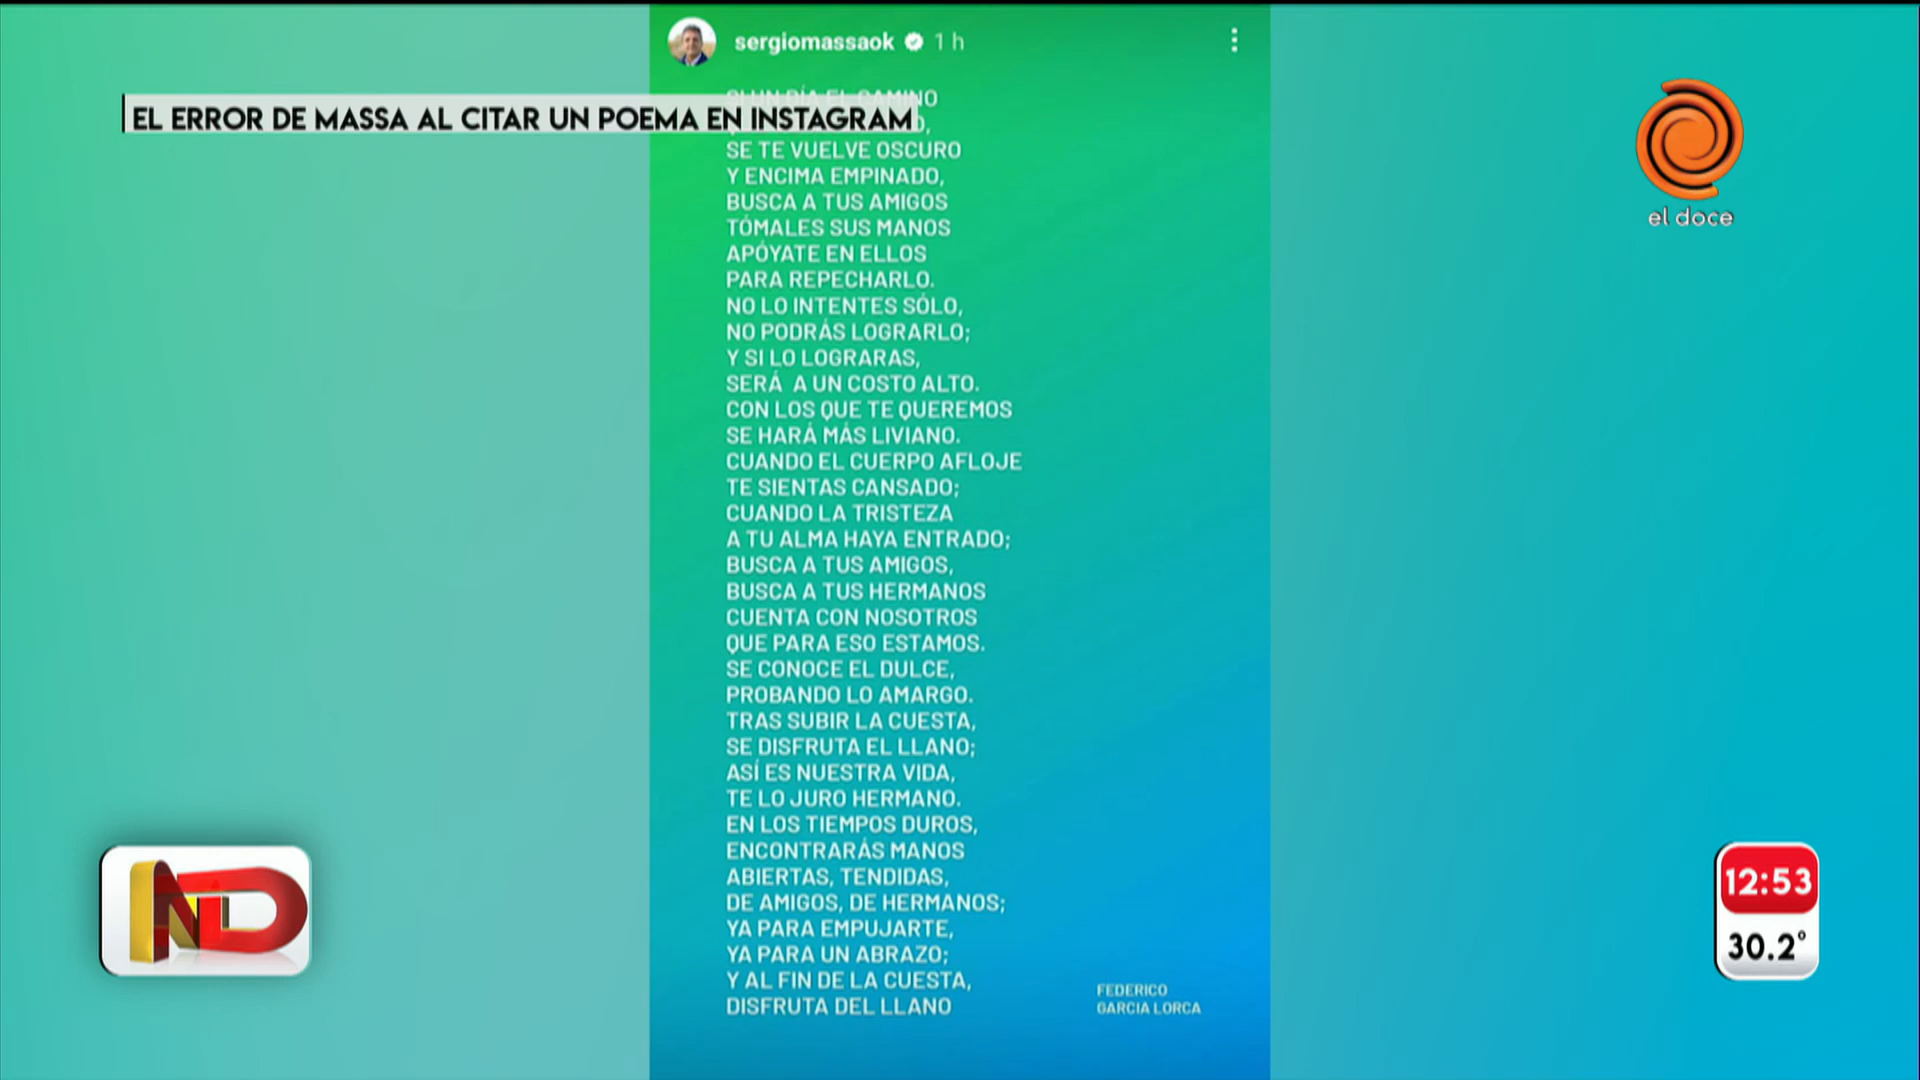 sergiomassaok 1 h
SI UN DÍA EL CAMINO
EL ERROR DE MASSA AL CITAR UN POEMA EN INSTAGRAM
SE TE VUELVE OSCURO
Y ENCIMA EMPINADO,
BUSCA A TUS AMIGOS
TÓMALES SUS MANOS
APÓYATE EN ELLOS
PARA REPECHARLO.
NO LO INTENTES SÓLO,
NO PODRÁS LOGRARLO;
Y SI LO LOGRARAS,
SERÁ A UN COSTO ALTO.
CON LOS QUE TE QUEREMOS
SE HARÁ MÁS LIVIANO.
CUANDO EL CUERPO AFLOJE
TE SIENTAS CANSADO;
CUANDO LA TRISTEZA
A TU ALMA HAYA ENTRADO;
BUSCA A TUS AMIGOS,
BUSCA A TUS HERMANOS
CUENTA CON NOSOTROS
QUE PARA ESO ESTAMOS.
SE CONOCE EL DULCE,
PROBANDO LO AMARGO.
TRAS SUBIR LA CUESTA,
SE DISFRUTA EL LLANO;
ASÍ ES NUESTRA VIDA,
TE LO JURO HERMANO.
EN LOS TIEMPOS DUROS,
ENCONTRARÁS MANOS
ABIERTAS, TENDIDAS,
DE AMIGOS, DE HERMANOS;
YA PARA EMPUJARTE,
YA PARA UN ABRAZO;
Y AL FIN DE LA CUESTA,
DISFRUTA DEL LLANO
FEDERICO
GARCIA LORCA
el doce
ND
12:53
30.2°